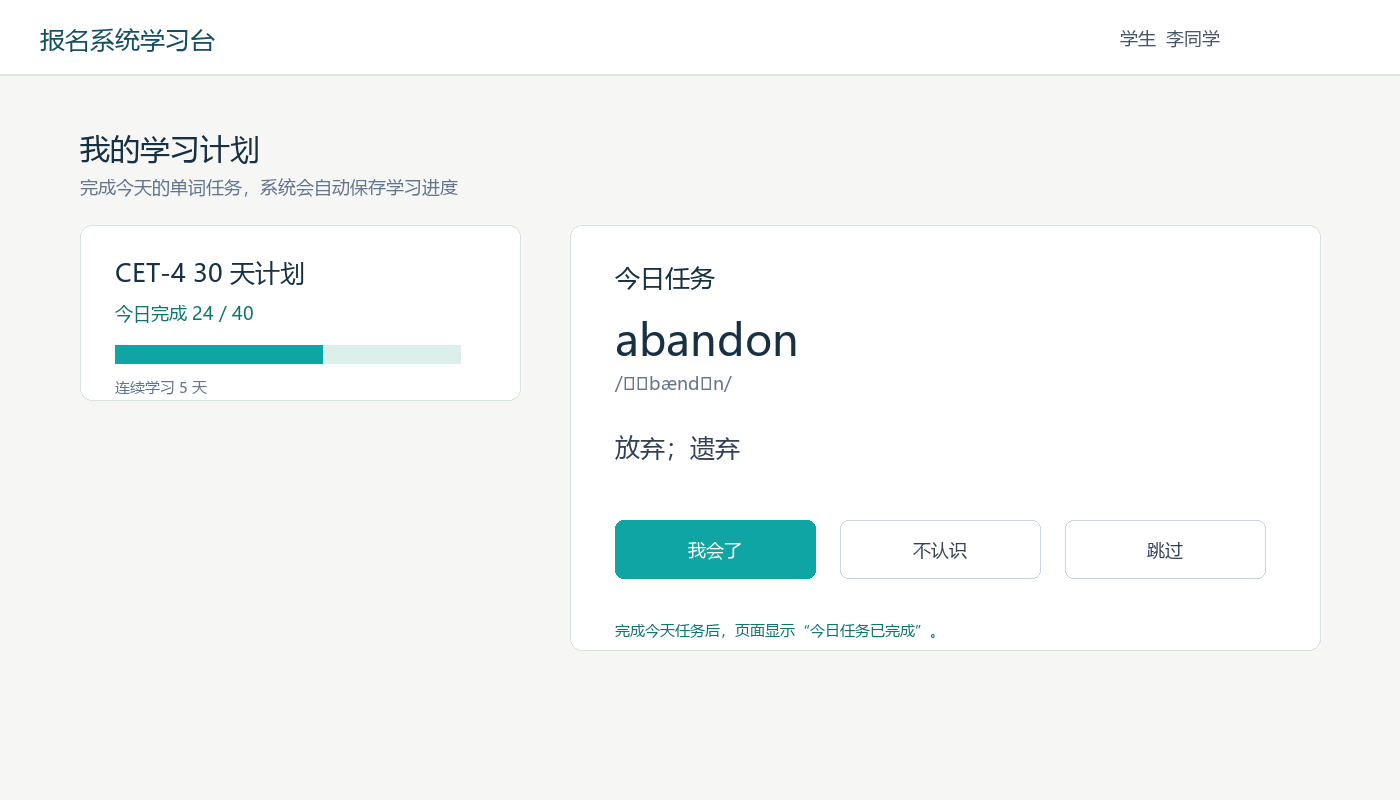 报名系统学习台
学生 李同学
我的学习计划
完成今天的单词任务，系统会自动保存学习进度
CET-4 30 天计划
今日完成 24 / 40
连续学习 5 天
今日任务
abandon
/□□bænd□n/
放弃；遗弃
我会了
不认识
跳过
完成今天任务后，页面显示“今日任务已完成”。